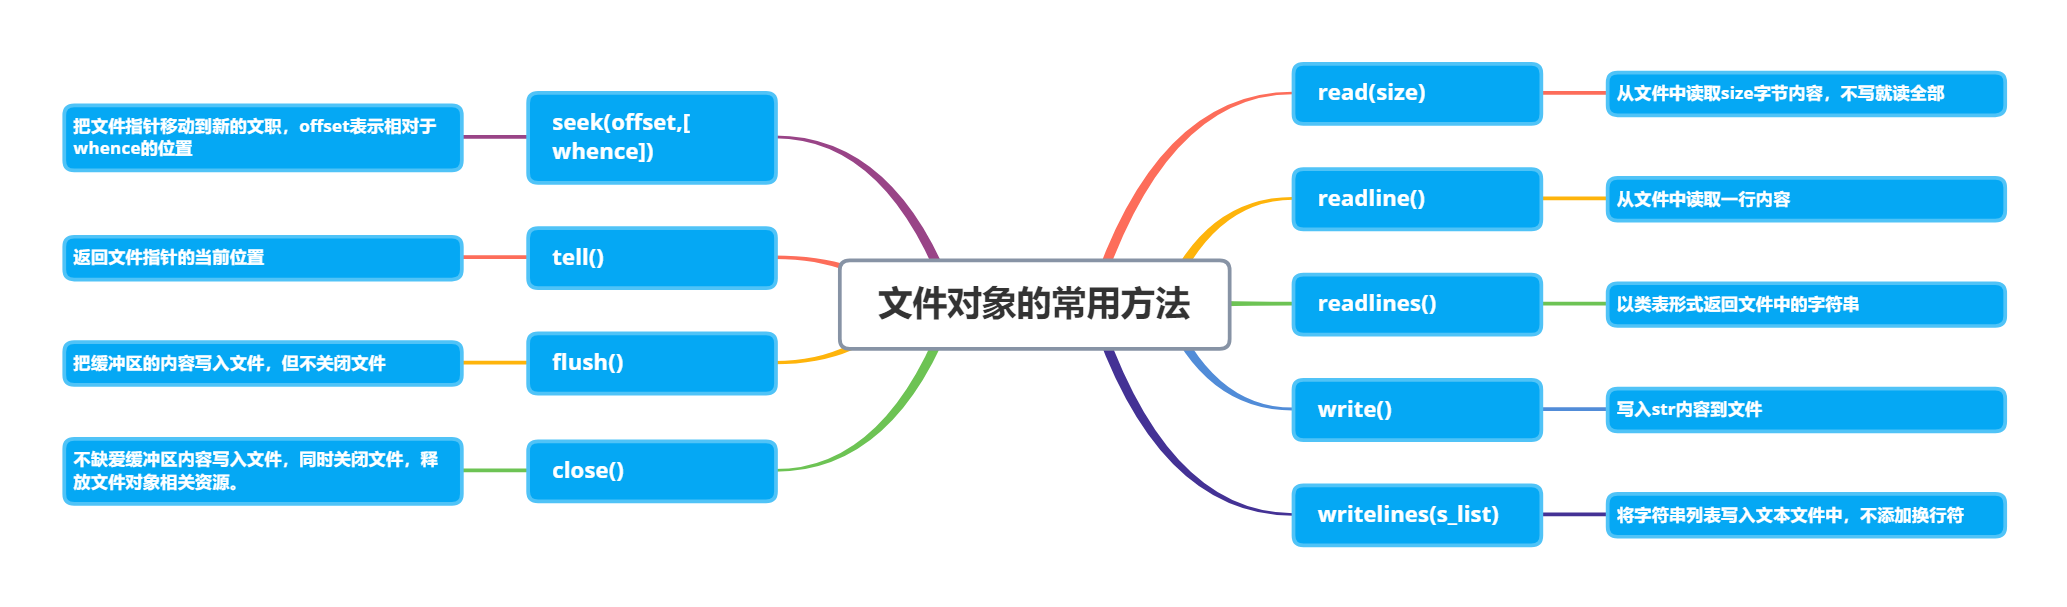 文件对象的常用方法
read(size)
从文件中读取size字节内容，不写就读全部
readline()
从文件中读取一行内容
readlines()
以类表形式返回文件中的字符串
write()
写入str内容到文件
writelines(s_list)
将字符串列表写入文本文件中，不添加换行符
seek(offset,[
whence])
把文件指针移动到新的文职，offset表示相对于
whence的位置
tell()
返回文件指针的当前位置
flush()
把缓冲区的内容写入文件，但不关闭文件
close()
不缺爱缓冲区内容写入文件，同时关闭文件，释
放文件对象相关资源。